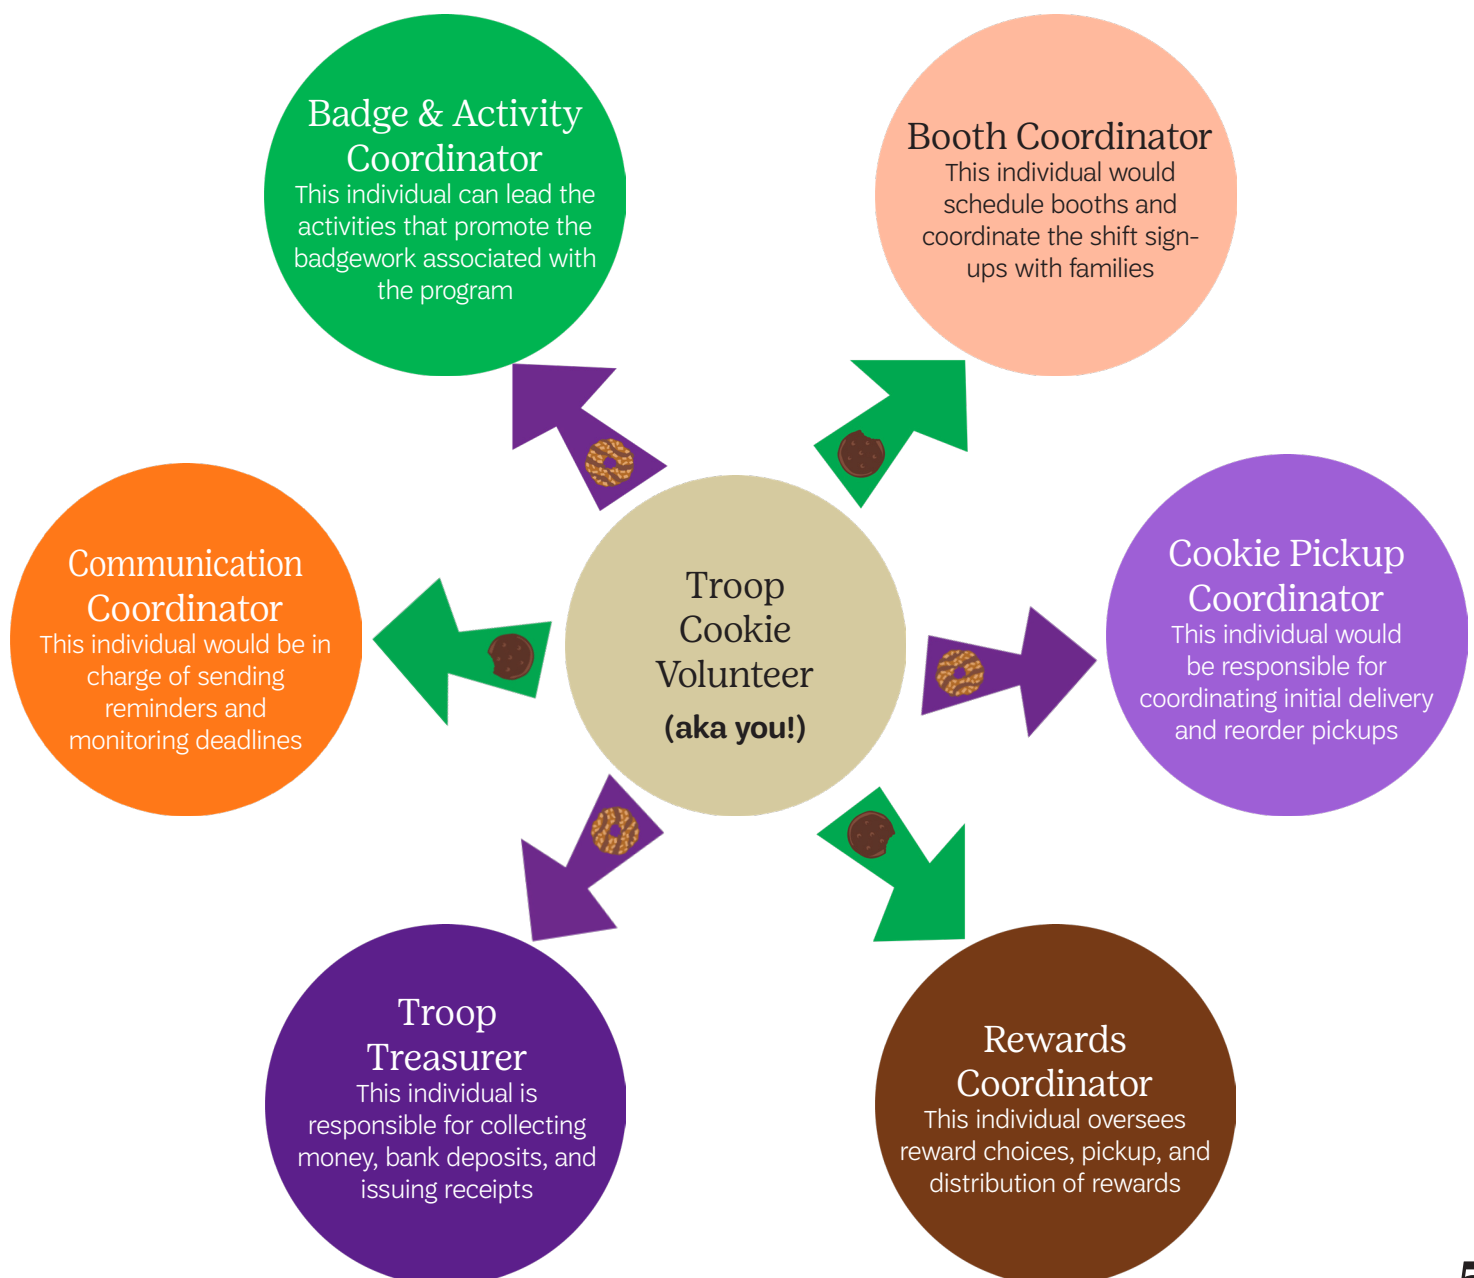 Badge & Activity
Coordinator
This individual can lead the
activities that promote the
badgework associated with
the program
Booth Coordinator
This individual would
schedule booths and
coordinate the shift sign-
ups with families
Communication
Coordinator
This individual would be in
charge of sending
reminders and
monitoring deadlines
Troop
Cookie
Volunteer
(aka you!)
Cookie Pickup
Coordinator
This individual would
be responsible for
coordinating initial delivery
and reorder pickups
Troop
Treasurer
This individual is
responsible for collecting
money, bank deposits, and
issuing receipts
Rewards
Coordinator
This individual oversees
reward choices, pickup, and
distribution of rewards